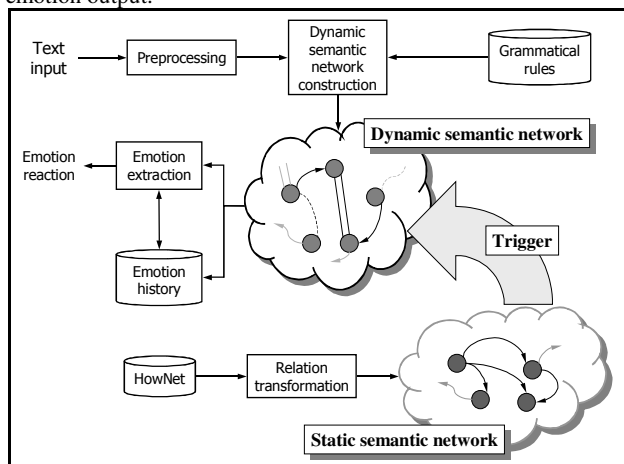 emotion output.
Text
input
Preprocessing
Dynamic
semantic
network
construction
Grammatical
rules
Dynamic semantic network
Emotion
reaction
Emotion
extraction
Trigger
Emotion
history
HowNet
Relation
transformation
Static semantic network